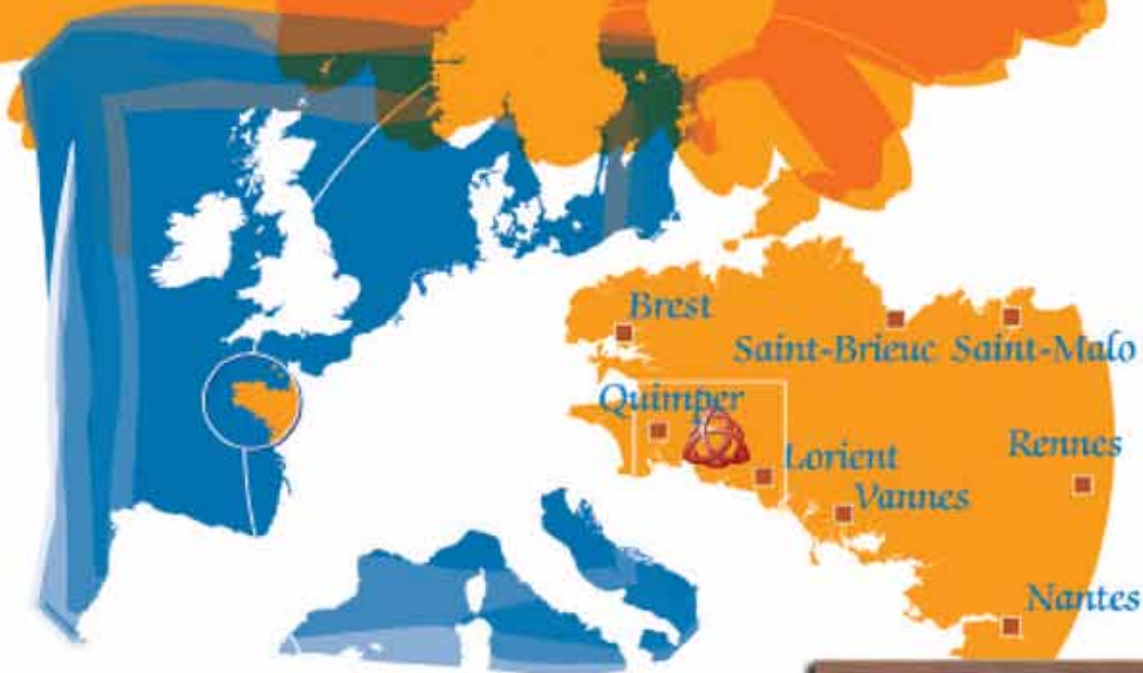 Brest
Saint-Brieuc Saint-Malo
Quimper
Lorient
Rennes
Vannes
Nantes